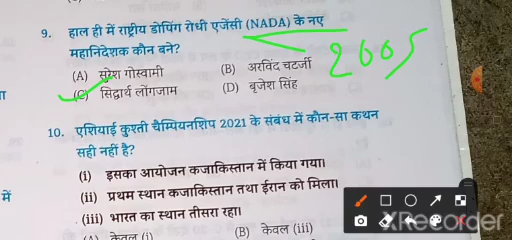 9. हाल ही में राष्ट्रीय डोपिंग रोधी एजेंसी (NADA) के नए
महानिदेशक कौन बने?
2005
(A) सुरेश गोस्वामी (B) अरविंद चटर्जी
(C) सिद्धार्थ लोंगजाम (D) बृजेश सिंह
10. एशियाई कुश्ती चैम्पियनशिप 2021 के संबंध में कौन-सा कथन
सही नहीं है?
(i) इसका आयोजन कजाकिस्तान में किया गया।
में (ii) प्रथम स्थान कजाकिस्तान तथा ईरान को मिला।
(iii) भारत का स्थान तीसरा रहा।
(A) केवल (i) (B) केवल (iii)
XRecorder